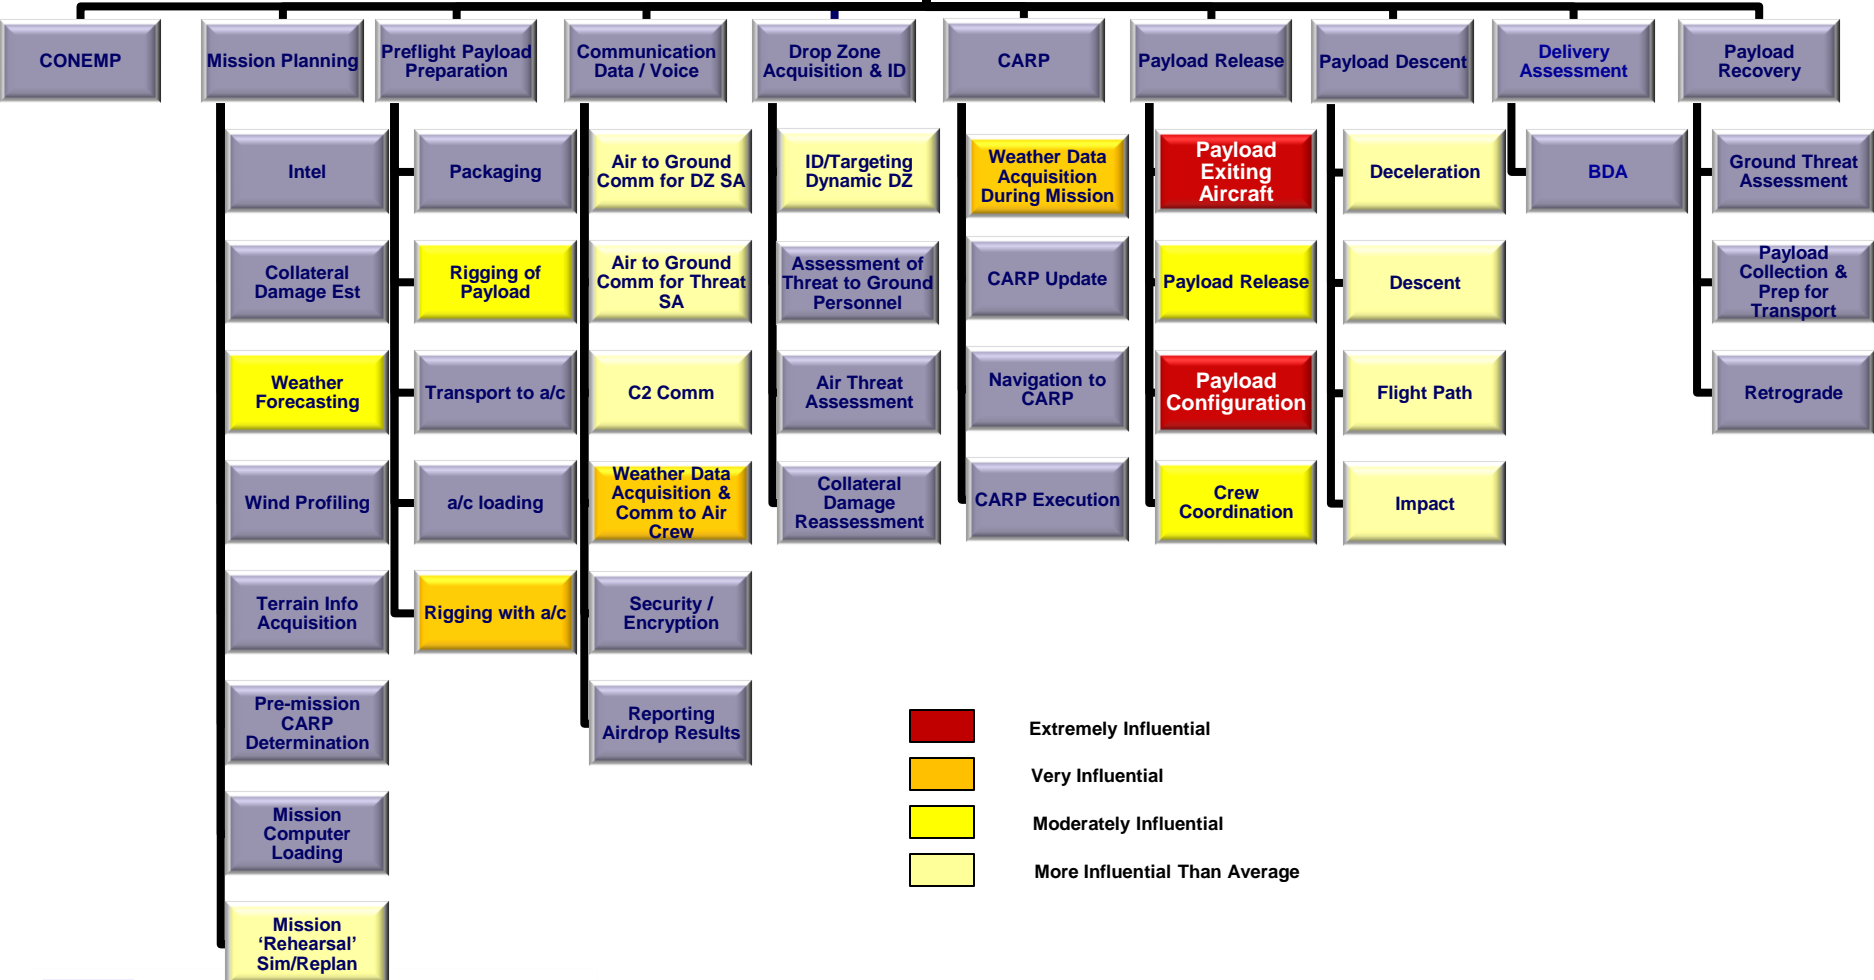 CONEMP
Mission Planning
Preflight Payload
Preparation
Communication
Data / Voice
Drop Zone
Acquisition & ID
CARP
Payload Release
Payload Descent
Delivery
Assessment
Payload
Recovery
Intel
Collateral
Damage Est
Weather
Forecasting
Wind Profiling
Terrain Info
Acquisition
Pre-mission
CARP
Determination
Mission
Computer
Loading
Mission
‘Rehearsal’
Sim/Replan
Packaging
Rigging of
Payload
Transport to a/c
a/c loading
Rigging with a/c
Air to Ground
Comm for DZ SA
Air to Ground
Comm for Threat
SA
C2 Comm
Weather Data
Acquisition &
Comm to Air
Crew
Security /
Encryption
Reporting
Airdrop Results
ID/Targeting
Dynamic DZ
Assessment of
Threat to Ground
Personnel
Air Threat
Assessment
Collateral
Damage
Reassessment
Weather Data
Acquisition
During Mission
CARP Update
Navigation to
CARP
CARP Execution
Payload
Exiting
Aircraft
Payload Release
Payload
Configuration
Crew
Coordination
Deceleration
Descent
Flight Path
Impact
BDA
Ground Threat
Assessment
Payload
Collection &
Prep for
Transport
Retrograde
Extremely Influential
Very Influential
Moderately Influential
More Influential Than Average